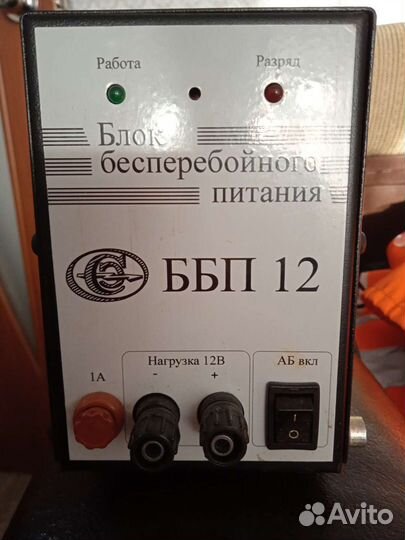 Работа Разряд
Блок
бесперебойного
питания
ББП 12
1А Нагрузка 12В АБ вкл
- +
I
O
Avito